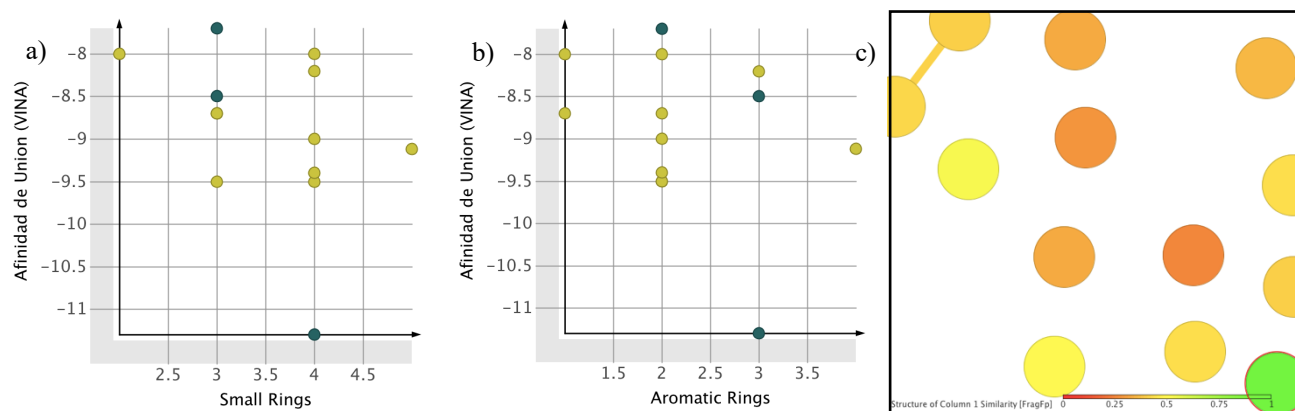 a)
Afinidad de Union (VINA)
-8
-8.5
-9
-9.5
-10
-10.5
-11
2.5 3 3.5 4 4.5
Small Rings
b)
Afinidad de Union (VINA)
-8
-8.5
-9
-9.5
-10
-10.5
-11
1.5 2 2.5 3 3.5
Aromatic Rings
c)
Structure of Column 1 Similarity [FragFp]
0 0.25 0.5 0.75 1